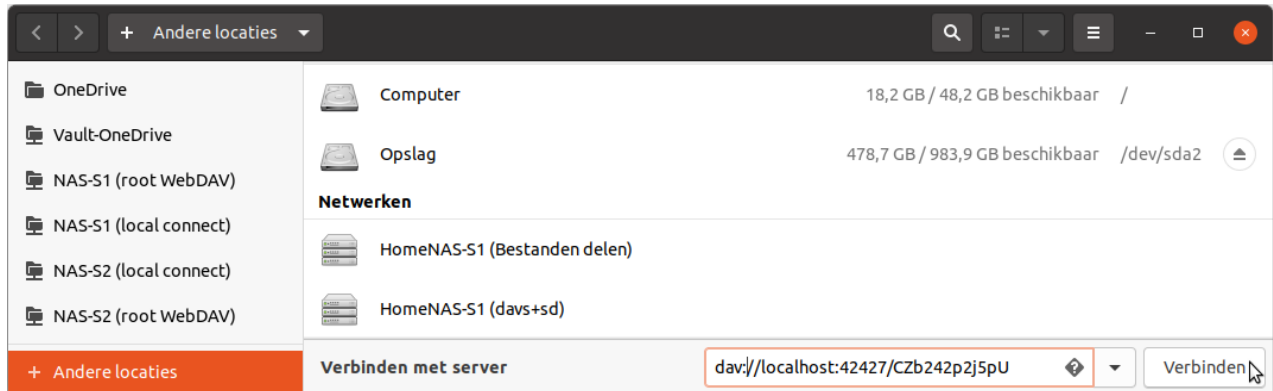 + Andere locaties
OneDrive
Vault-OneDrive
NAS-S1 (root WebDAV)
NAS-S1 (local connect)
NAS-S2 (local connect)
NAS-S2 (root WebDAV)
+ Andere locaties
Computer 18,2 GB / 48,2 GB beschikbaar /
Opslag 478,7 GB / 983,9 GB beschikbaar /dev/sda2
Netwerken
HomeNAS-S1 (Bestanden delen)
HomeNAS-S1 (davs+sd)
Verbinden met server dav://localhost:42427/CZb242p2j5pU Verbinden